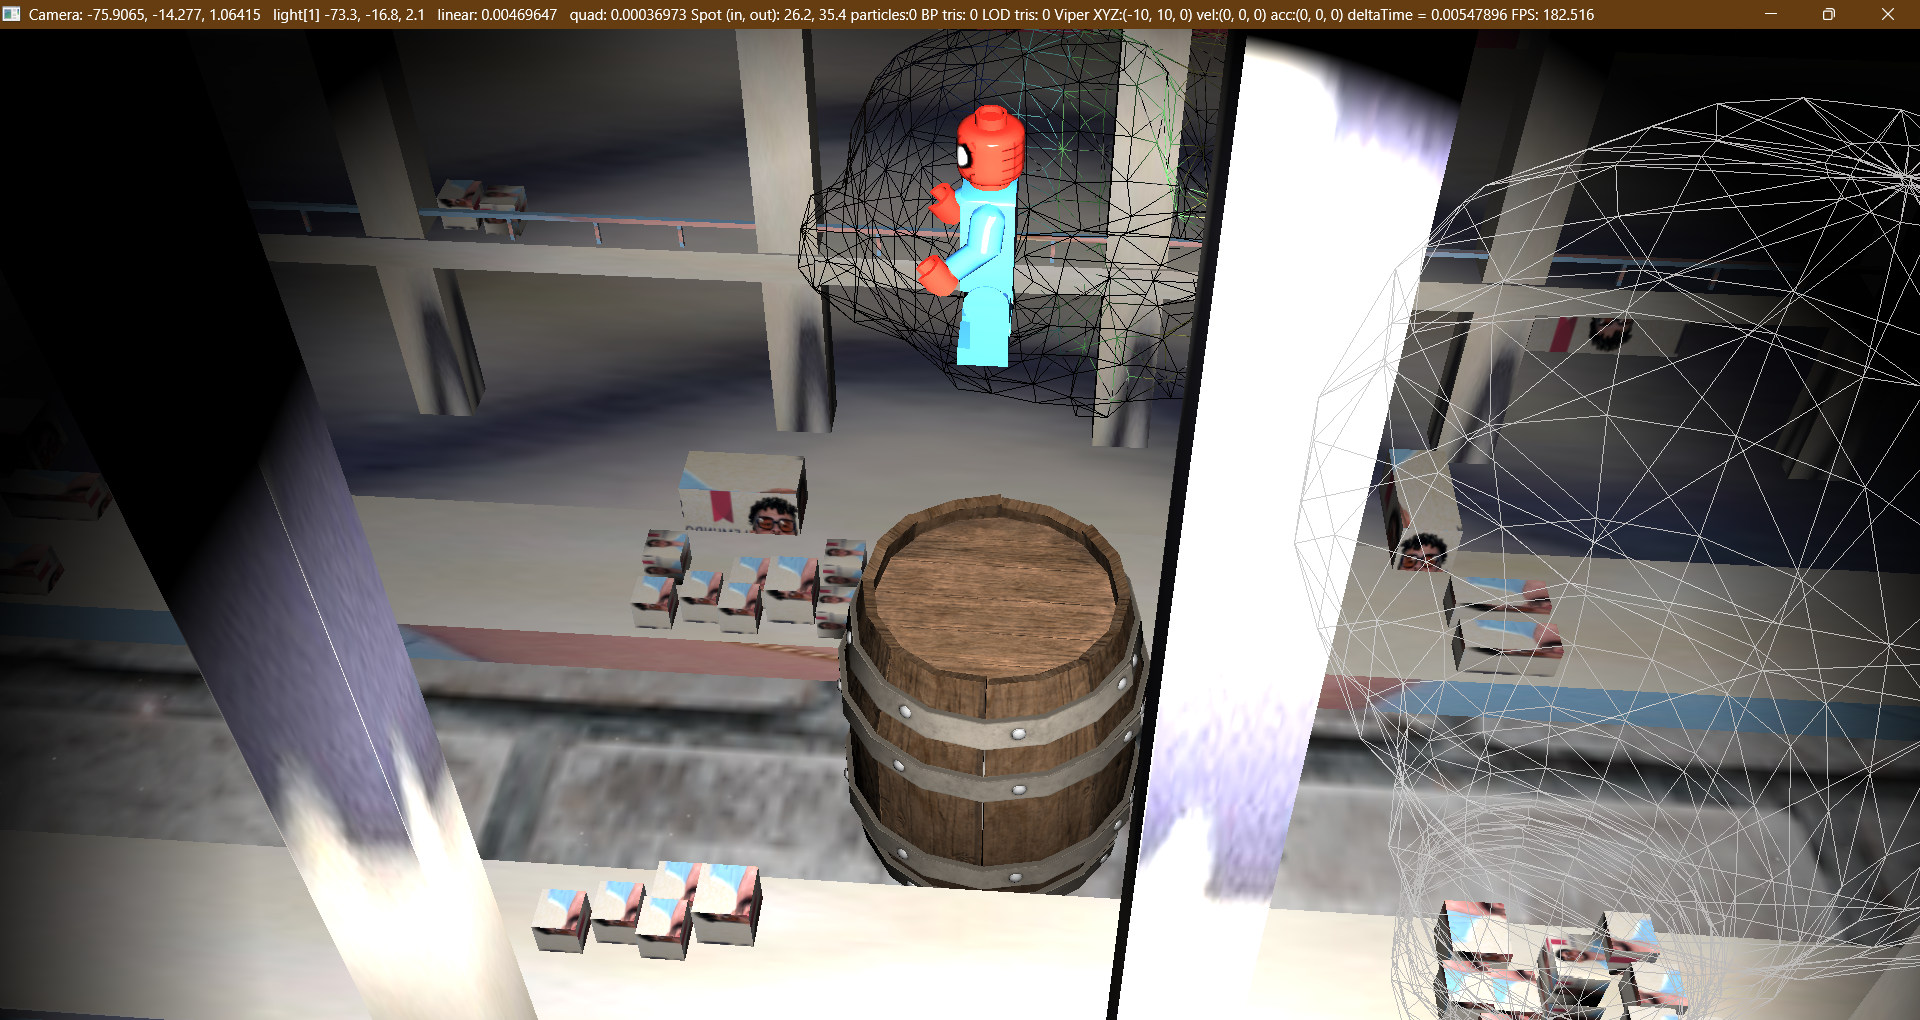 Camera: -75.9065, -14.277, 1.06415   light[1] -73.3, -16.8, 2.1   linear: 0.00469647   quad: 0.00036973 Spot (in, out): 26.2, 35.4 particles:0 BP tris: 0 LOD tris: 0 Viper XYZ:(-10, 10, 0) vel:(0, 0, 0) acc:(0, 0, 0) deltaTime = 0.00547896 FPS: 182.516